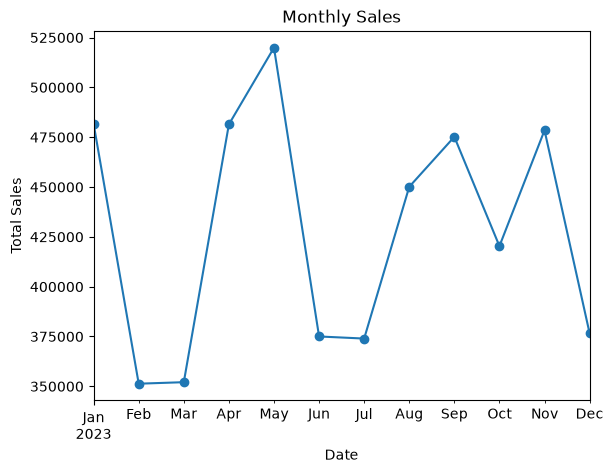 Monthly Sales
Total Sales
525000
500000
475000
450000
425000
400000
375000
350000
Jan Feb Mar Apr May Jun Jul Aug Sep Oct Nov Dec
2023
Date